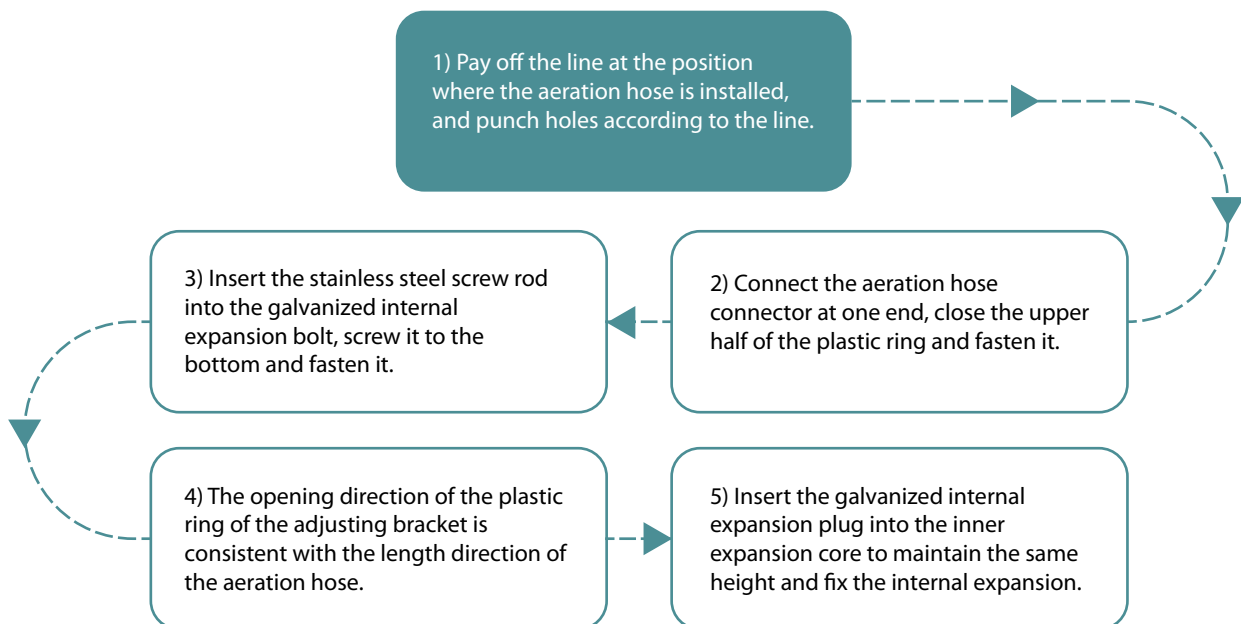 1) Pay off the line at the position
where the aeration hose is installed,
and punch holes according to the line.
2) Connect the aeration hose
connector at one end, close the upper
half of the plastic ring and fasten it.
3) Insert the stainless steel screw rod
into the galvanized internal
expansion bolt, screw it to the
bottom and fasten it.
4) The opening direction of the plastic
ring of the adjusting bracket is
consistent with the length direction of
the aeration hose.
5) Insert the galvanized internal
expansion plug into the inner
expansion core to maintain the same
height and fix the internal expansion.